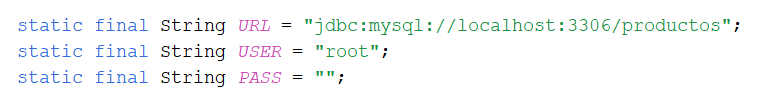 static final String URL = "jdbc:mysql://localhost:3306/productos";
static final String USER = "root";
static final String PASS = "";